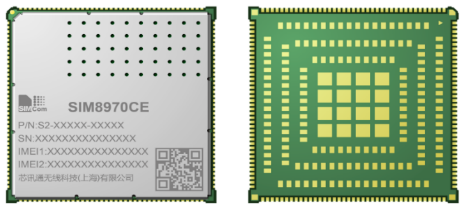 SIMCom
SIM8970CE
P/N:S2-XXXXX-XXXXX
SN:XXXXXXXXXXXXXXX
IMEI1:XXXXXXXXXXXXXXX
IMEI2:XXXXXXXXXXXXXXX
芯讯通无线科技(上海)有限公司